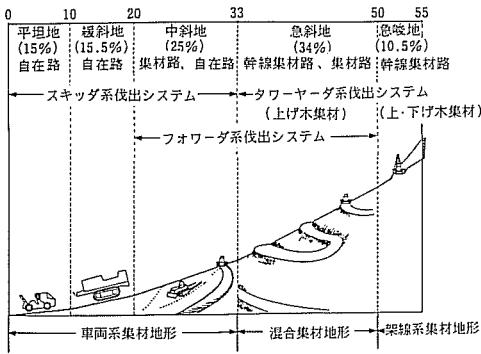 0 10 20 33 50 55
平坦地 緩斜地 中斜地 急斜地 急峻地
(15%) (15.5%) (25%) (34%) (10.5%)
自在路 自在路 集材路、自在路 幹線集材路、集材路 幹線集材路
スキッダ系伐出システム タワーヤーダ系伐出システム
(上げ木集材) (上・下げ木集材)
フォワーダ系伐出システム
車両系集材地形 混合集材地形 架線系集材地形